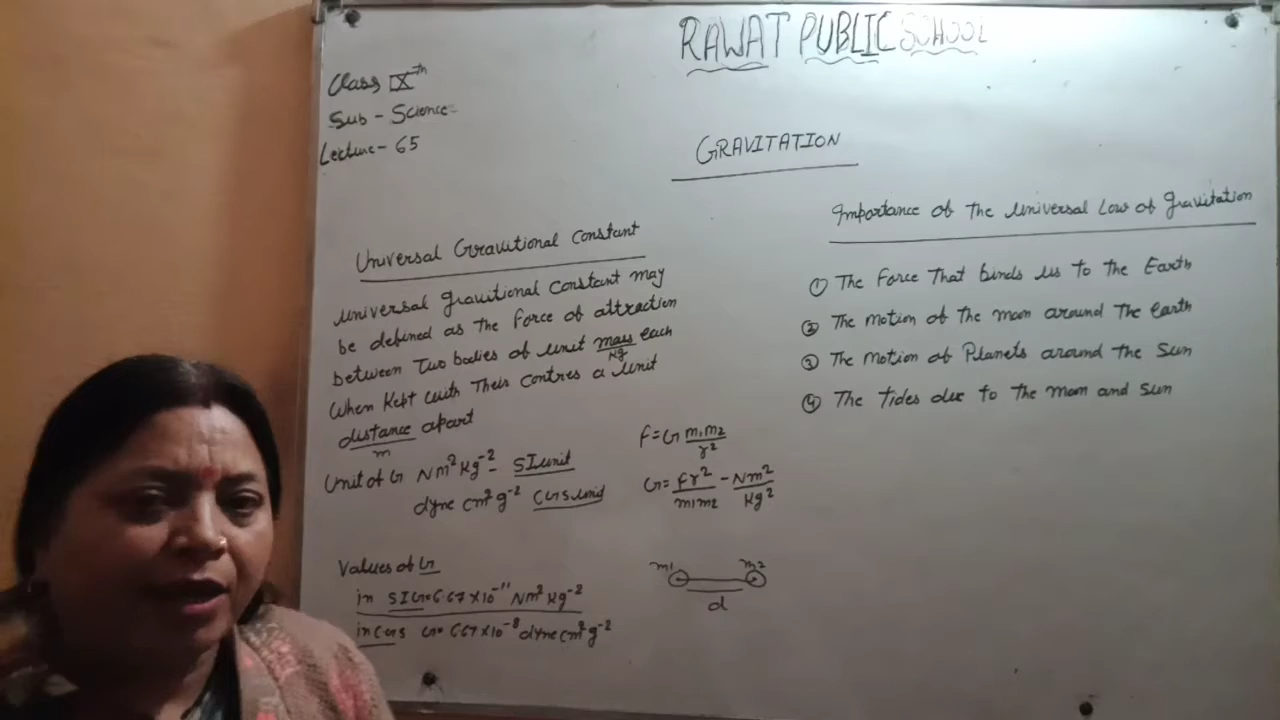 RAWAT PUBLIC SCHOOL
Class IXth
Sub - Science
Lecture - 65
GRAVITATION
Universal Gravitional Constant
Universal gravitional constant may
be defined as the force of attraction
between Two bodies of unit mass each
kg
When kept with Their centres a unit
distance apart
m
Unit of G Nm²Kg⁻² - SI unit
dyne cm²g⁻² CGS unit
F = G m1m2/r²
G = Fr²/m1m2 - Nm²/Kg²
Values of G
in SI G = 6.67 × 10⁻¹¹ Nm²Kg⁻²
in CGS G = 6.67 × 10⁻⁸ dyne cm²g⁻²
m1 m2
d
Importance of The Universal Law of gravitation
① The Force That binds us to the Earth
② The motion of The moon around The earth
③ The motion of Planets around the Sun
④ The tides due to The moon and sun